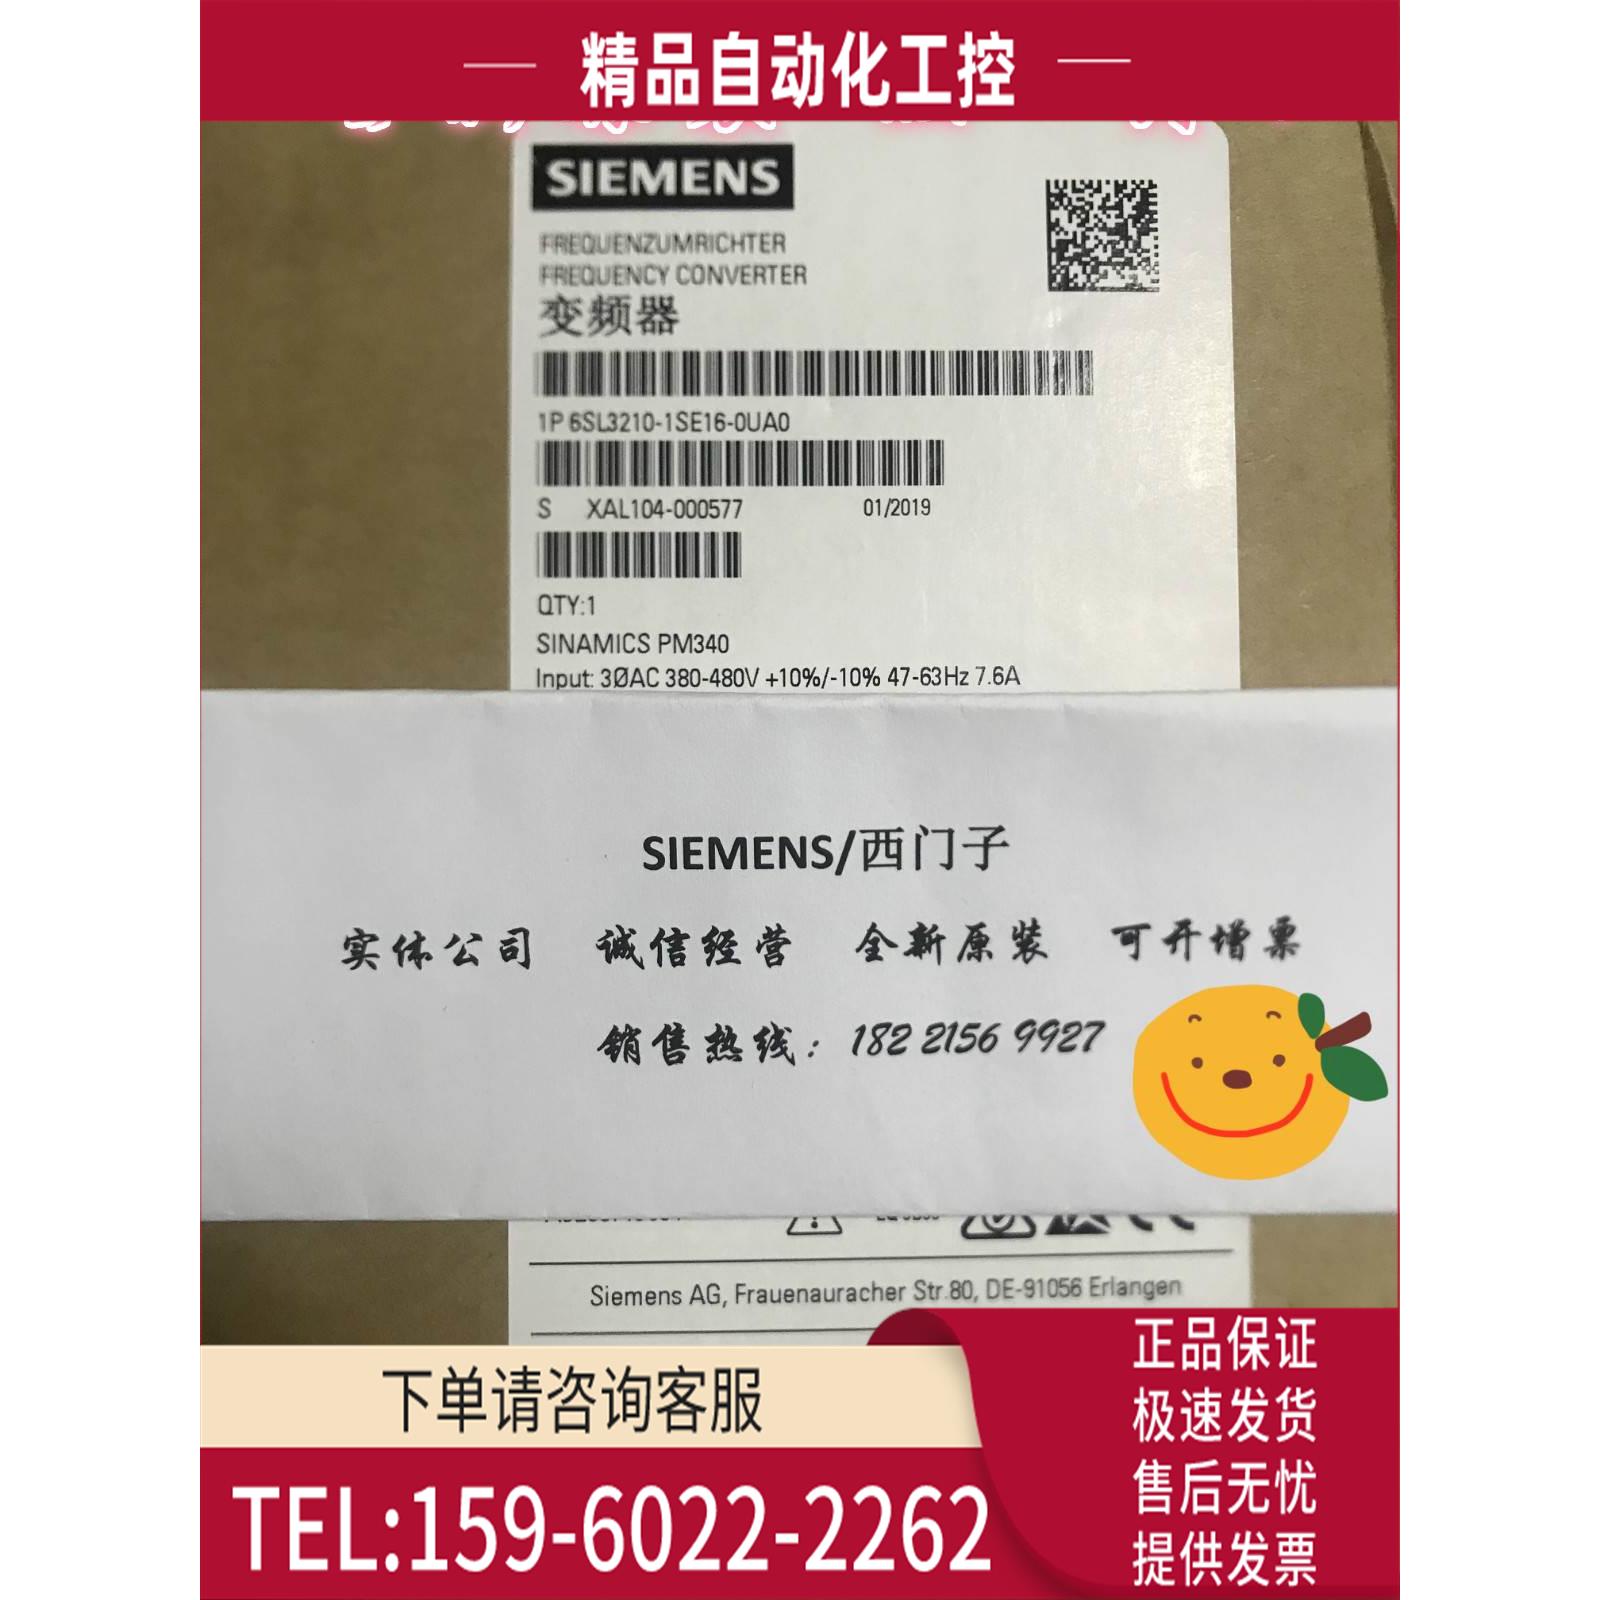 精品自动化工控
SIEMENS
FREQUENZUMRICHTER
FREQUENCY CONVERTER
变频器
1P 6SL3210-1SE16-0UA0
S XAL104-000577 01/2019
QTY:1
SINAMICS PM340
Input: 3ØAC 380-480V +10%/-10% 47-63Hz 7.6A
SIEMENS/西门子
实体公司 诚信经营 全新原装 可开增票
销售热线: 182 2156 9927
Siemens AG, Frauenauracher Str.80, DE-91056 Erlangen
下单请咨询客服
TEL:159-6022-2262
正品保证
极速发货
售后无忧
提供发票